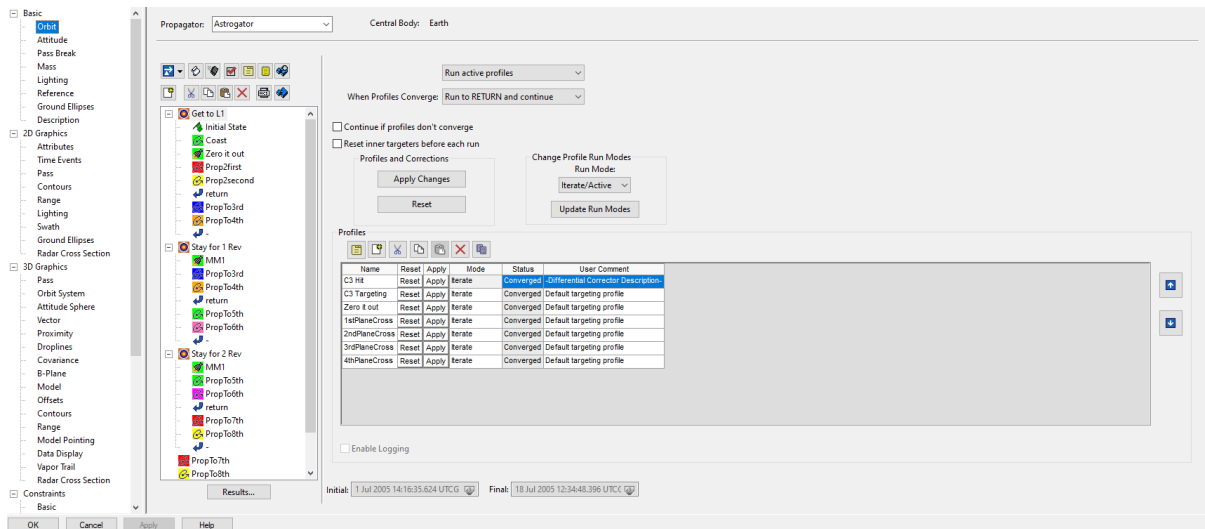 Basic
Orbit
Attitude
Pass Break
Mass
Lighting
Reference
Ground Ellipses
Description
2D Graphics
Attributes
Time Events
Pass
Contours
Range
Lighting
Swath
Ground Ellipses
Radar Cross Section
3D Graphics
Pass
Orbit System
Attitude Sphere
Vector
Proximity
Droplines
Covariance
B-Plane
Model
Offsets
Contours
Range
Model Pointing
Data Display
Vapor Trail
Radar Cross Section
Constraints
Basic
Propagator: Astrogator Central Body: Earth
Get to L1
Initial State
Coast
Zero it out
Prop2first
Prop2second
return
PropTo3rd
PropTo4th
-
Stay for 1 Rev
MM1
PropTo3rd
PropTo4th
return
PropTo5th
PropTo6th
-
Stay for 2 Rev
MM1
PropTo5th
PropTo6th
return
PropTo7th
PropTo8th
-
PropTo7th
PropTo8th
Results...
Run active profiles
When Profiles Converge: Run to RETURN and continue
Continue if profiles don't converge
Reset inner targeters before each run
Profiles and Corrections
Apply Changes
Reset
Change Profile Run Modes
Run Mode:
Iterate/Active
Update Run Modes
Profiles
Name Reset Apply Mode Status User Comment
C3 Hit Reset Apply Iterate Converged -Differential Corrector Description-
C3 Targeting Reset Apply Iterate Converged Default targeting profile
Zero it out Reset Apply Iterate Converged Default targeting profile
1stPlaneCross Reset Apply Iterate Converged Default targeting profile
2ndPlaneCross Reset Apply Iterate Converged Default targeting profile
3rdPlaneCross Reset Apply Iterate Converged Default targeting profile
4thPlaneCross Reset Apply Iterate Converged Default targeting profile
Enable Logging
Initial: 1 Jul 2005 14:16:35.624 UTCG Final: 18 Jul 2005 12:34:48.396 UTCG
OK Cancel Apply Help